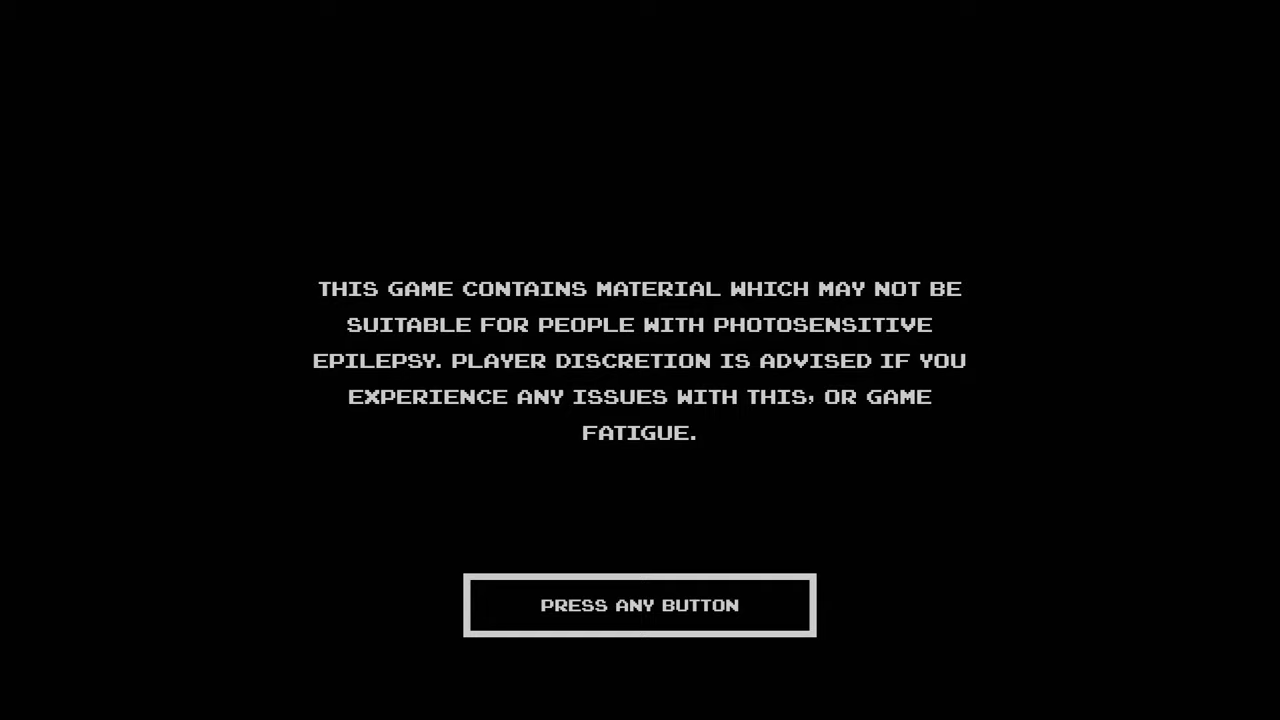 THIS GAME CONTAINS MATERIAL WHICH MAY NOT BE
SUITABLE FOR PEOPLE WITH PHOTOSENSITIVE
EPILEPSY. PLAYER DISCRETION IS ADVISED IF YOU
EXPERIENCE ANY ISSUES WITH THIS, OR GAME
FATIGUE.
PRESS ANY BUTTON